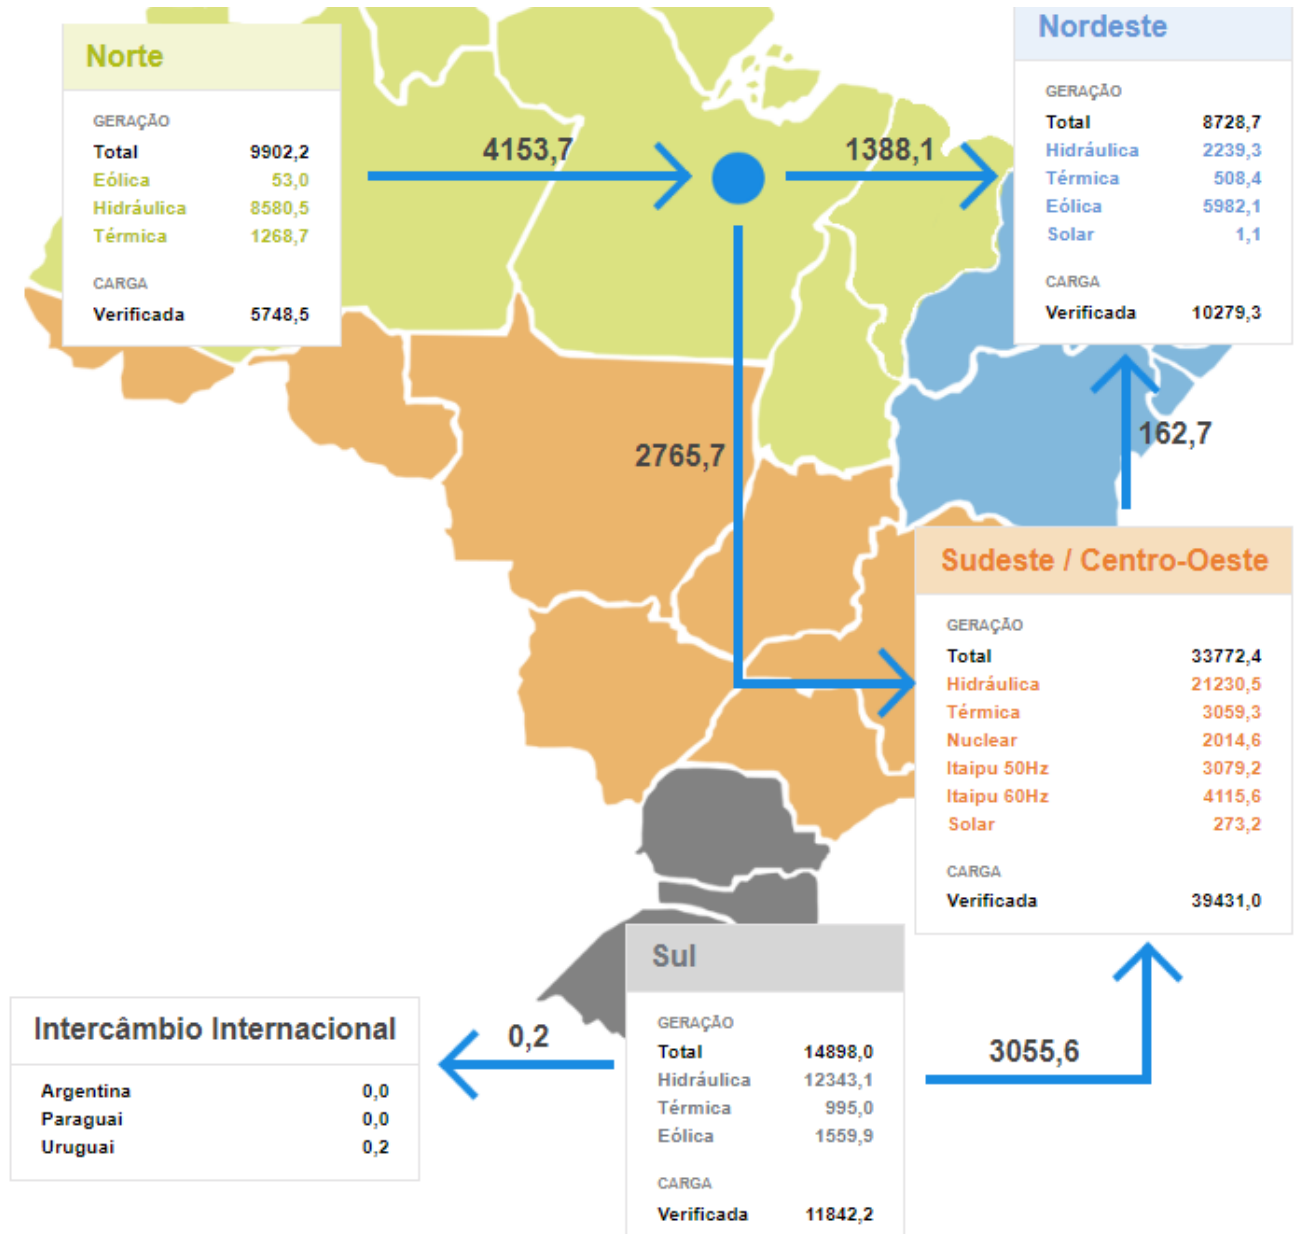 Norte
GERAÇÃO
Total 9902,2
Eólica 53,0
Hidráulica 8580,5
Térmica 1268,7
CARGA
Verificada 5748,5
4153,7
1388,1
Nordeste
GERAÇÃO
Total 8728,7
Hidráulica 2239,3
Térmica 508,4
Eólica 5982,1
Solar 1,1
CARGA
Verificada 10279,3
2765,7
162,7
Sudeste / Centro-Oeste
GERAÇÃO
Total 33772,4
Hidráulica 21230,5
Térmica 3059,3
Nuclear 2014,6
Itaipu 50Hz 3079,2
Itaipu 60Hz 4115,6
Solar 273,2
CARGA
Verificada 39431,0
Sul
GERAÇÃO
Total 14898,0
Hidráulica 12343,1
Térmica 995,0
Eólica 1559,9
CARGA
Verificada 11842,2
3055,6
0,2
Intercâmbio Internacional
Argentina 0,0
Paraguai 0,0
Uruguai 0,2